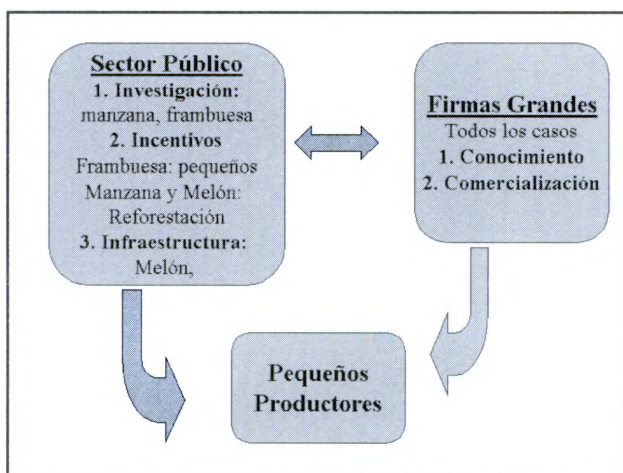 Sector Público
1. Investigación:
manzana, frambuesa
2. Incentivos
Frambuesa: pequeños
Manzana y Melón:
Reforestación
3. Infraestructura:
Melón,
Firmas Grandes
Todos los casos
1. Conocimiento
2. Comercialización
Pequeños
Productores